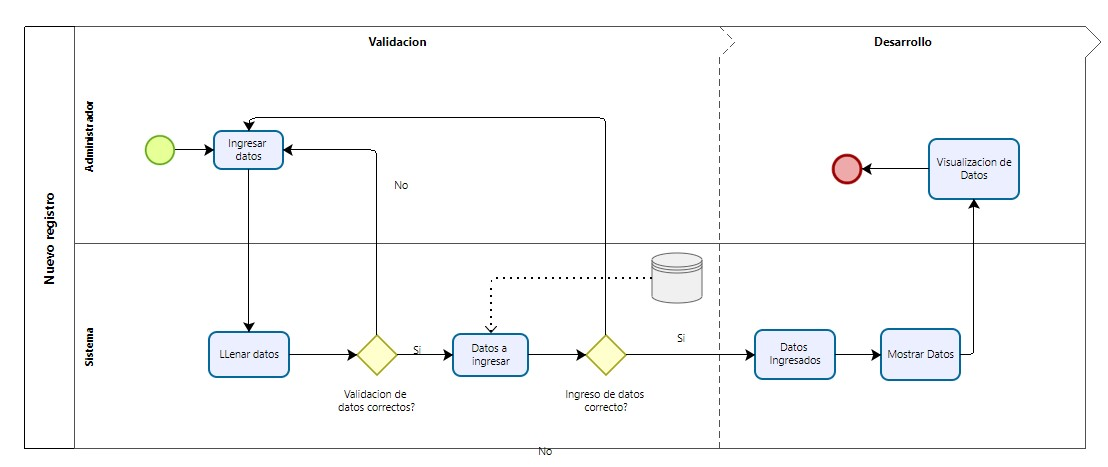 Validacion
Desarrollo
Nuevo registro
Administrador
Ingresar
datos
No
Visualizacion de
Datos
Sistema
LLenar datos
Si
Validacion de
datos correctos?
Datos a
ingresar
Ingreso de datos
correcto?
Si
Datos
Ingresados
Mostrar Datos
No